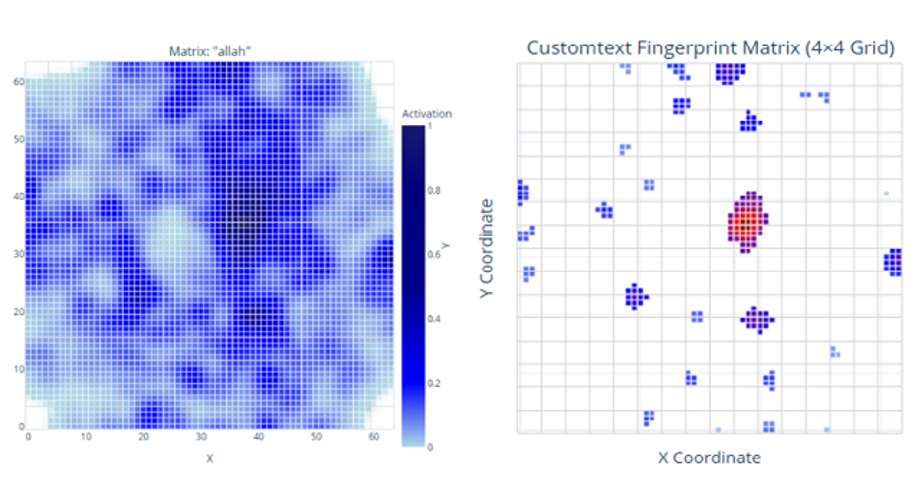 Matrix: "allah"
60
50
40
30
20
10
0
0 10 20 30 40 50 60
X
Activation
1
0.8
0.6
0.4
0.2
0
Y
Customtext Fingerprint Matrix (4×4 Grid)
Y Coordinate
X Coordinate